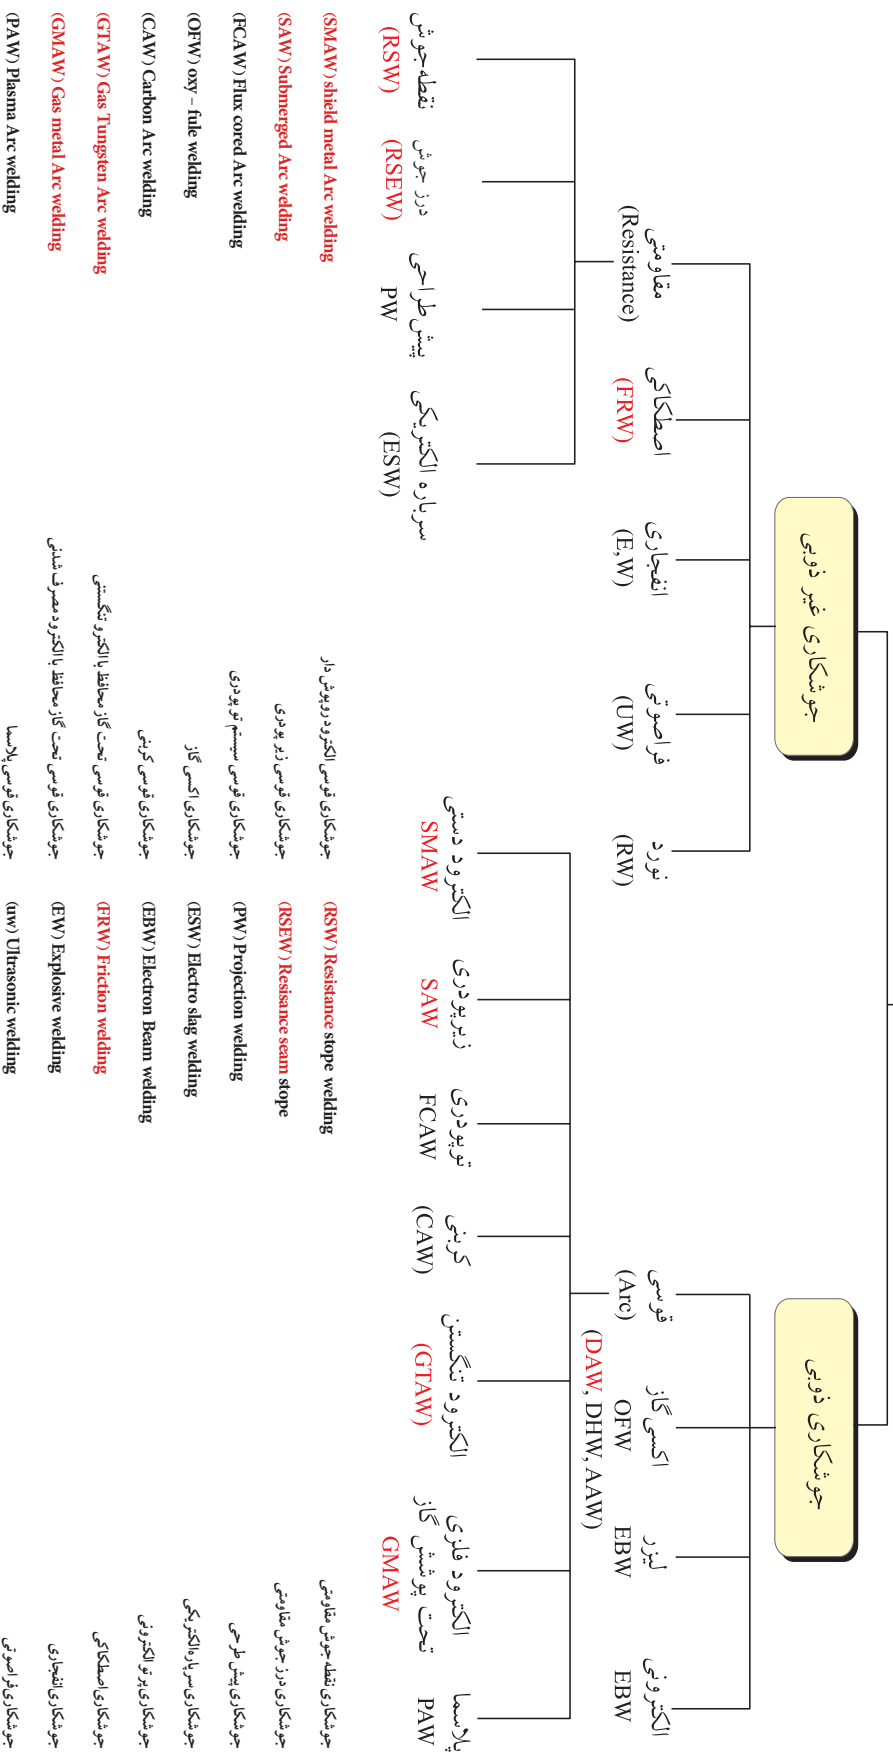 جوشکاری غیر ذوبی
جوشکاری ذوبی
مقاومتی
(Resistance)
اصطکاکی
(FRW)
انفجاری
(E,W)
فراصوتی
(UW)
نورد
(RW)
قوسی
(Arc)
اکسی گاز
OFW
(DAW, DHW, AAW)
لیزر
EBW
الکترونی
EBW
نقطه‌جوش
(RSW)
درز جوش
(RSEW)
پیش‌طراحی
PW
سرباره الکتریکی
(ESW)
الکترود دستی
SMAW
زیرپودری
SAW
توپودری
FCAW
کربنی
(CAW)
الکترود تنگستن
(GTAW)
الکترود فلزی
تحت پوشش گاز
GMAW
پلاسما
PAW
(SMAW) shield metal Arc welding
جوشکاری قوسی الکترود روپوش دار
(RSW) Resistance stope welding
جوشکاری نقطه جوش مقاومتی
(SAW) Submerged Arc welding
جوشکاری قوسی زیر پودری
(RSEW) Resisance seam stope
جوشکاری درز جوش مقاومتی
(FCAW) Flux cored Arc welding
جوشکاری قوسی سیستم تو پودری
(PW) Projection welding
جوشکاری پیش طرحی
(OFW) oxy – fule welding
جوشکاری اکسی گاز
(ESW) Electro slag welding
جوشکاری سرباره الکتریکی
(CAW) Carbon Arc welding
جوشکاری قوسی کربنی
(EBW) Electron Beam welding
جوشکاری پرتو الکترونی
(GTAW) Gas Tungsten Arc welding
جوشکاری قوسی تحت گاز محافظ با الکترو تنگستنی
(FRW) Friction welding
جوشکاری اصطکاکی
(GMAW) Gas metal Arc welding
جوشکاری قوسی تحت گاز محافظ با الکترود مصرف شدنی
(EW) Explosive welding
جوشکاری انفجاری
(PAW) Plasma Arc welding
جوشکاری قوسی پلاسما
(uw) Ultrasonic welding
جوشکاری فراصوتی